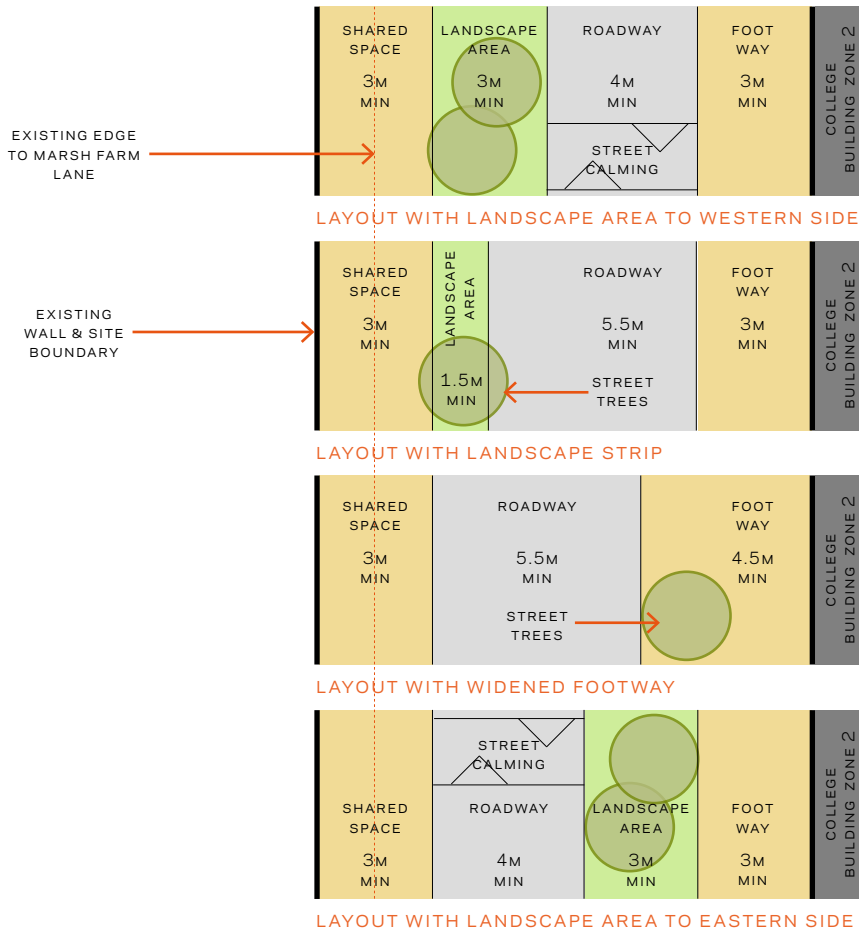 SHARED
SPACE
3M
MIN
LANDSCAPE
AREA
3M
MIN
ROADWAY
4M
MIN
STREET
CALMING
FOOT
WAY
3M
MIN
COLLEGE
BUILDING ZONE 2
EXISTING EDGE
TO MARSH FARM
LANE
LAYOUT WITH LANDSCAPE AREA TO WESTERN SIDE
SHARED
SPACE
3M
MIN
LANDSCAPE
AREA
1.5M
MIN
ROADWAY
5.5M
MIN
STREET
TREES
FOOT
WAY
3M
MIN
COLLEGE
BUILDING ZONE 2
EXISTING
WALL & SITE
BOUNDARY
LAYOUT WITH LANDSCAPE STRIP
SHARED
SPACE
3M
MIN
ROADWAY
5.5M
MIN
STREET
TREES
FOOT
WAY
4.5M
MIN
COLLEGE
BUILDING ZONE 2
LAYOUT WITH WIDENED FOOTWAY
STREET
CALMING
SHARED
SPACE
3M
MIN
ROADWAY
4M
MIN
LANDSCAPE
AREA
3M
MIN
FOOT
WAY
3M
MIN
COLLEGE
BUILDING ZONE 2
LAYOUT WITH LANDSCAPE AREA TO EASTERN SIDE